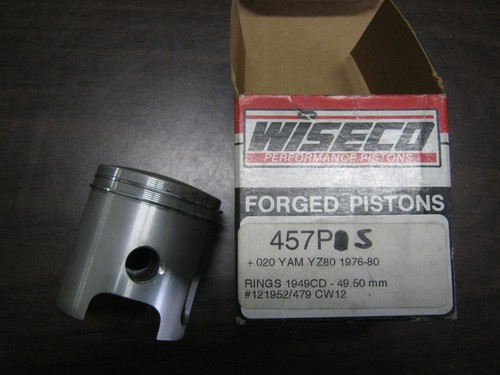 WISECO
PERFORMANCE PISTONS
FORGED PISTONS
457P S
+ 020 YAM YZ80 1976-80
RINGS 1949CD - 49.50 mm
#121952/479 CW12